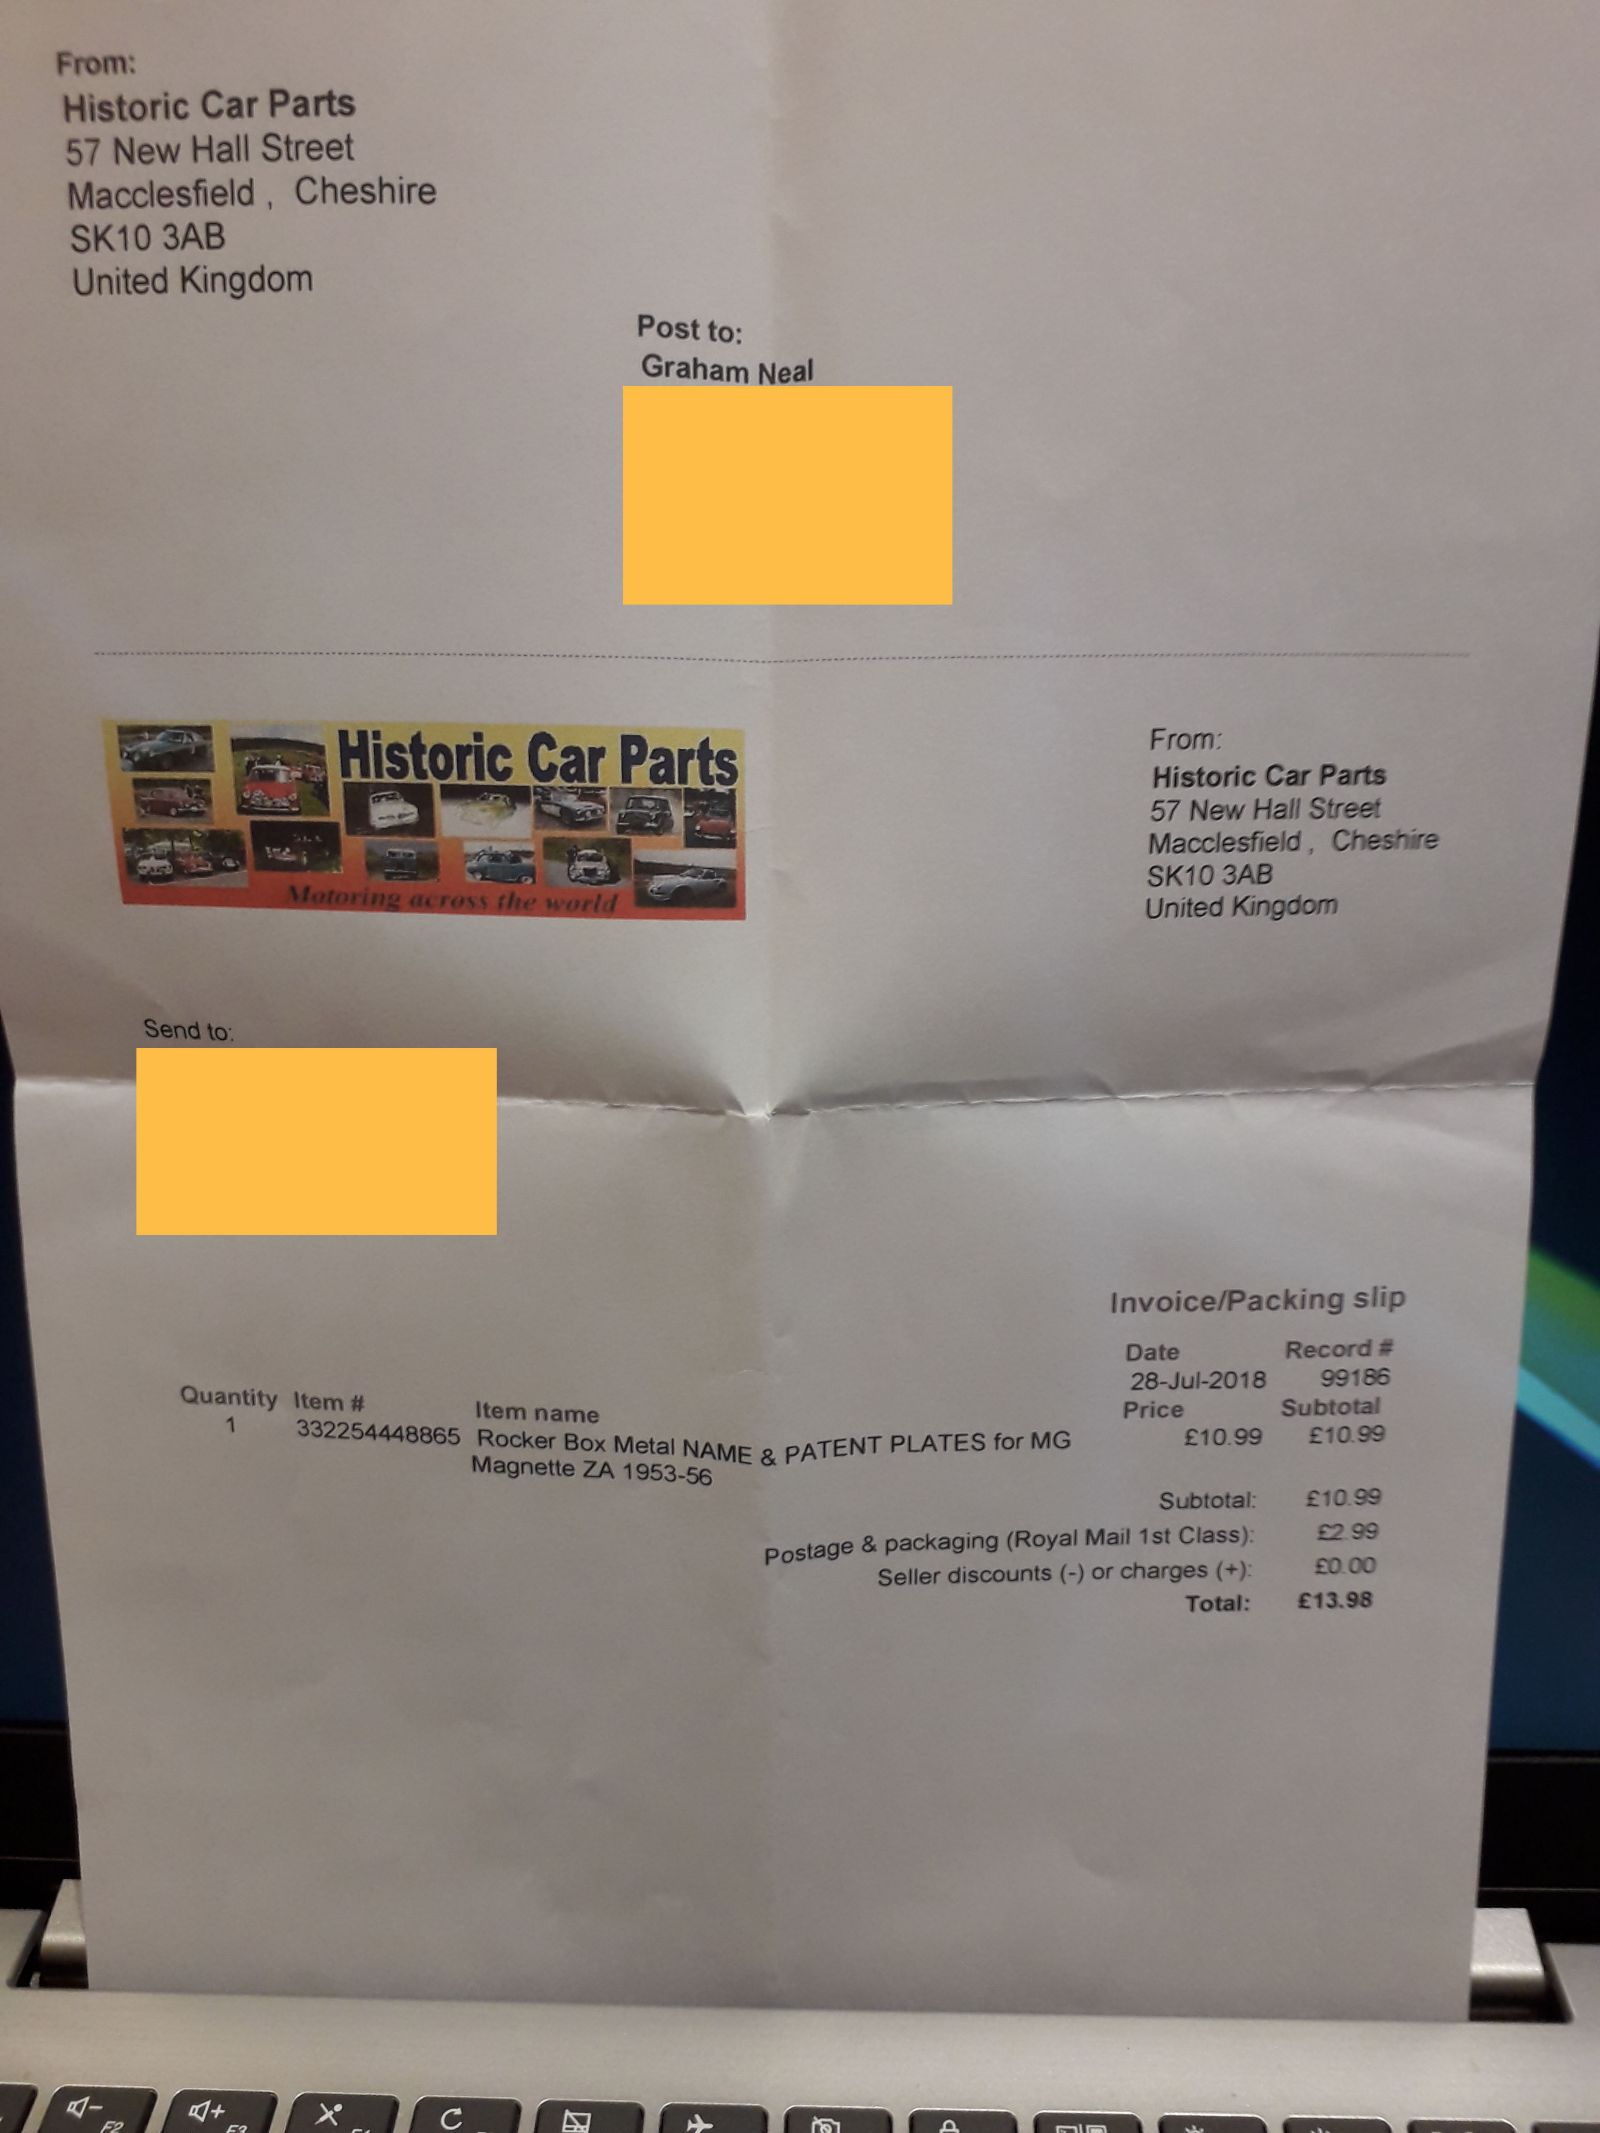 From:
Historic Car Parts
57 New Hall Street
Macclesfield , Cheshire
SK10 3AB
United Kingdom
Post to:
Graham Neal
Historic Car Parts
Motoring across the world
From:
Historic Car Parts
57 New Hall Street
Macclesfield , Cheshire
SK10 3AB
United Kingdom
Send to:
Invoice/Packing slip
Date Record #
28-Jul-2018 99186
Quantity Item # Item name Price Subtotal
1 332254448865 Rocker Box Metal NAME & PATENT PLATES for MG £10.99 £10.99
Magnette ZA 1953-56
Subtotal: £10.99
Postage & packaging (Royal Mail 1st Class): £2.99
Seller discounts (-) or charges (+): £0.00
Total: £13.98
F2 F3